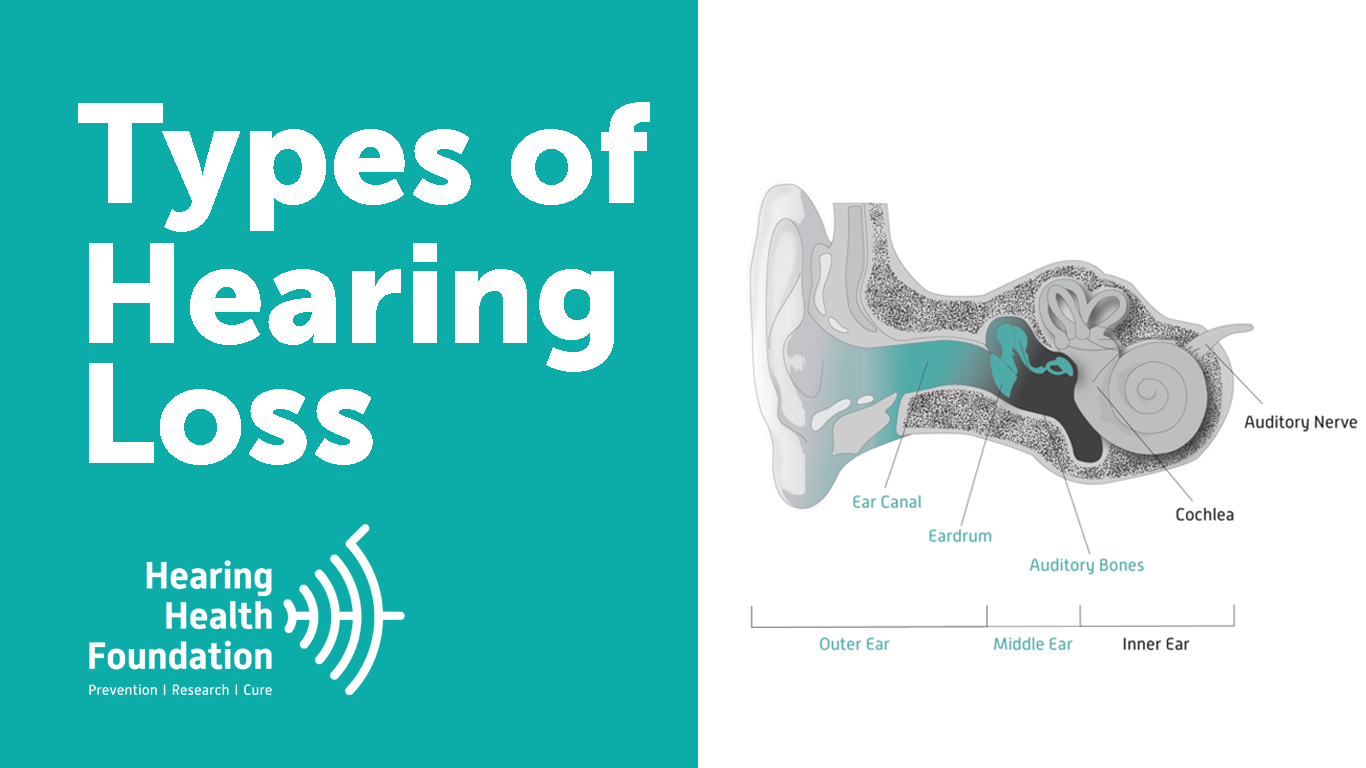 Types of
Hearing
Loss
Hearing
Health
Foundation
Prevention | Research | Cure
Auditory Nerve
Ear Canal
Cochlea
Eardrum
Auditory Bones
Outer Ear
Middle Ear
Inner Ear